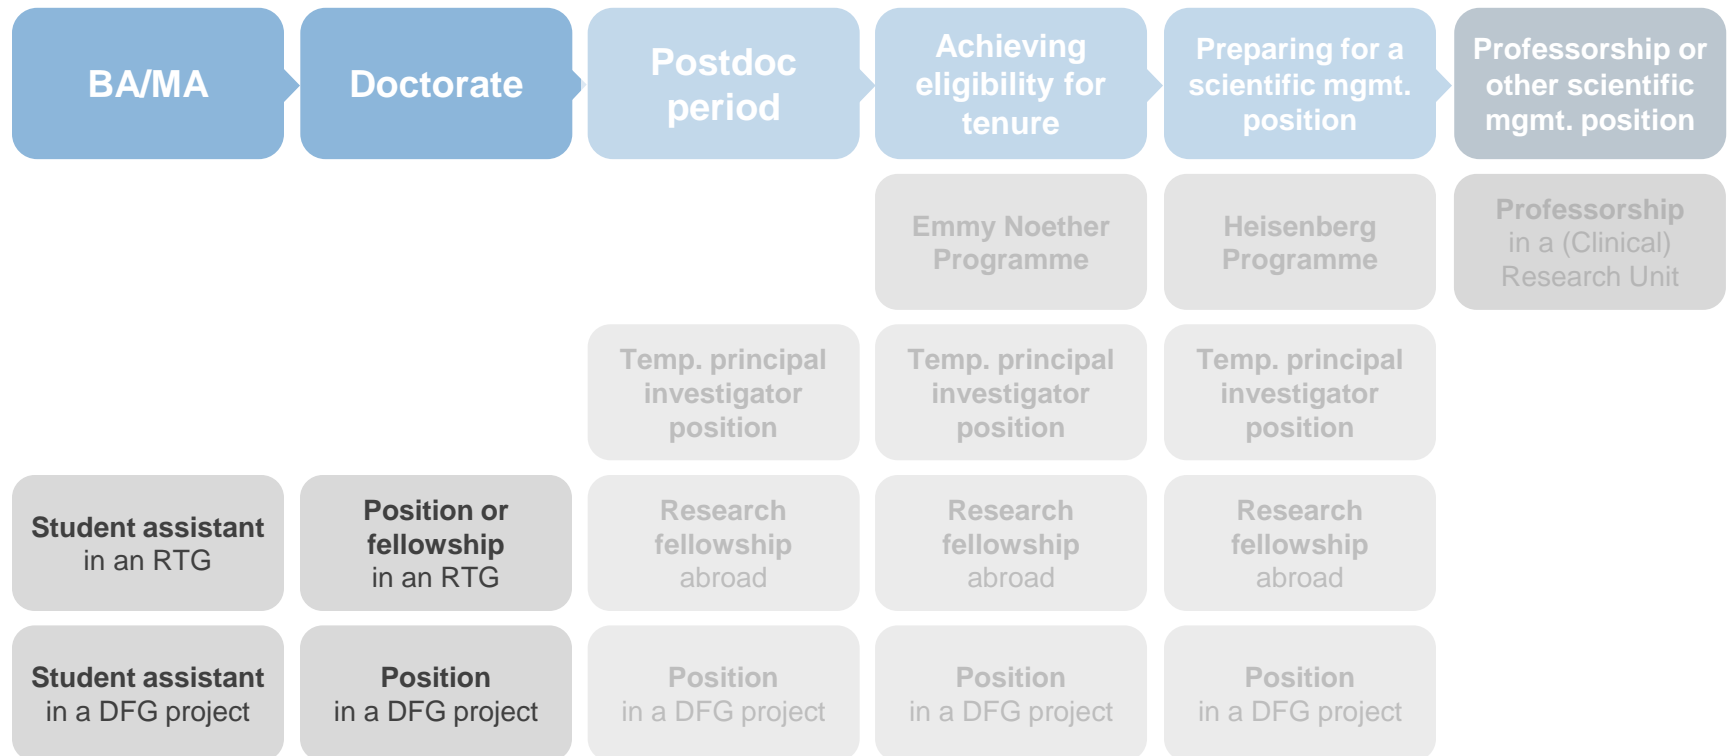 BA/MA
Doctorate
Postdoc
period
Achieving
eligibility for
tenure
Preparing for a
scientific mgmt.
position
Professorship or
other scientific
mgmt. position
Emmy Noether
Programme
Heisenberg
Programme
Professorship
in a (Clinical)
Research Unit
Temp. principal
investigator
position
Temp. principal
investigator
position
Temp. principal
investigator
position
Student assistant
in an RTG
Position or
fellowship
in an RTG
Research
fellowship
abroad
Research
fellowship
abroad
Research
fellowship
abroad
Student assistant
in a DFG project
Position
in a DFG project
Position
in a DFG project
Position
in a DFG project
Position
in a DFG project